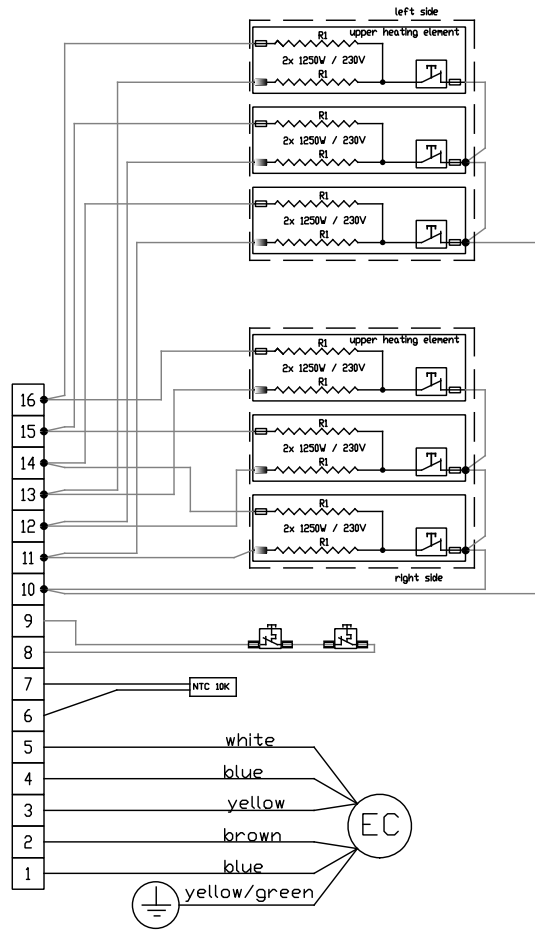 left side
R1
upper heating element
2x 1250W / 230V
R1
R1
2x 1250W / 230V
R1
R1
2x 1250W / 230V
R1
R1
upper heating element
2x 1250W / 230V
R1
R1
2x 1250W / 230V
R1
R1
2x 1250W / 230V
R1
right side
16
15
14
13
12
11
10
9
8
7
NTC 10K
6
5
white
4
blue
3
yellow
EC
2
brown
1
blue
yellow/green